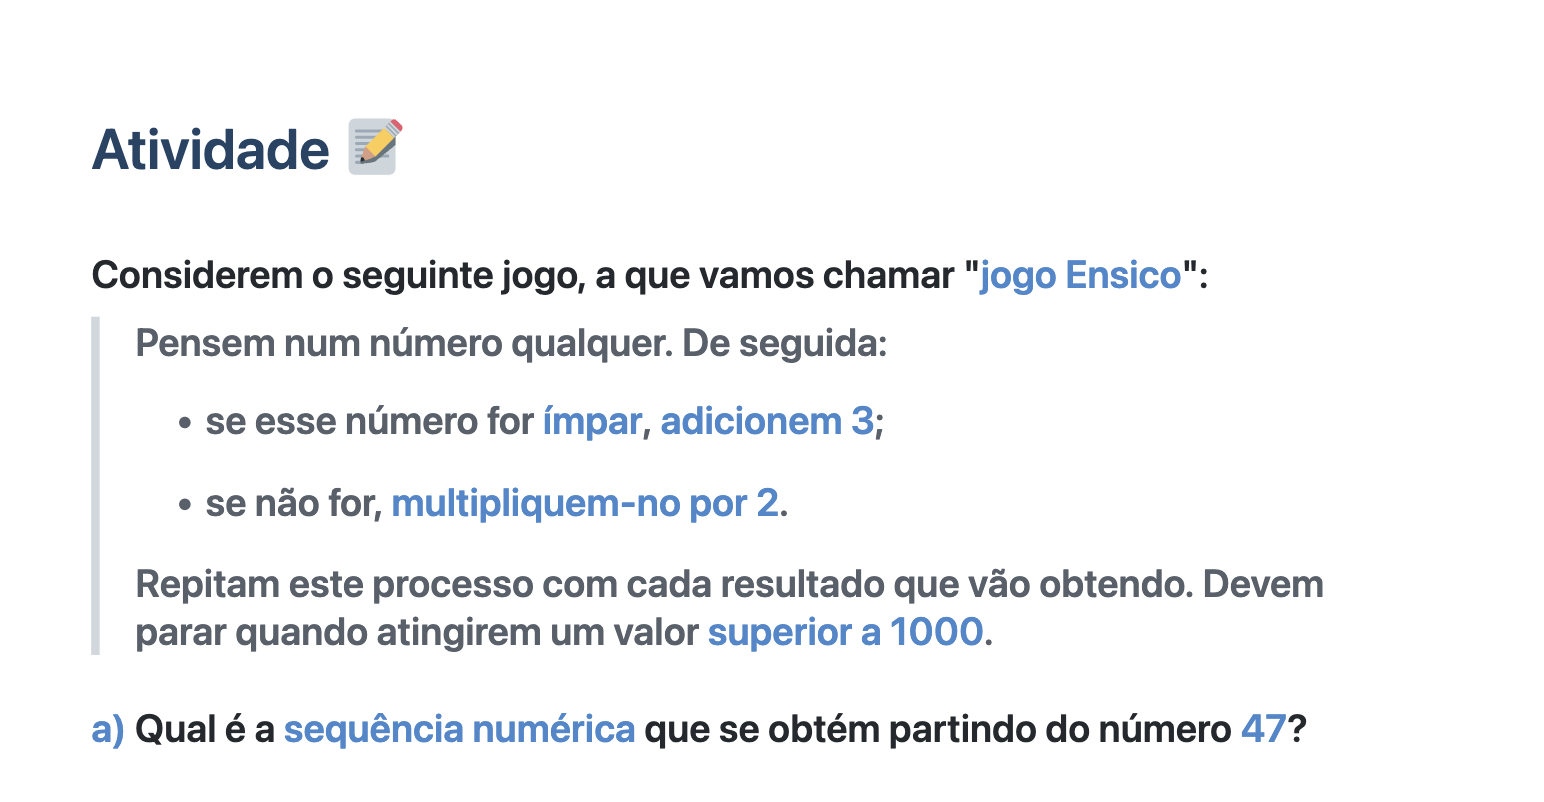 Atividade 📝
Considerem o seguinte jogo, a que vamos chamar "jogo Ensico":
Pensem num número qualquer. De seguida:
• se esse número for ímpar, adicionem 3;
• se não for, multipliquem-no por 2.
Repitam este processo com cada resultado que vão obtendo. Devem
parar quando atingirem um valor superior a 1000.
a) Qual é a sequência numérica que se obtém partindo do número 47?